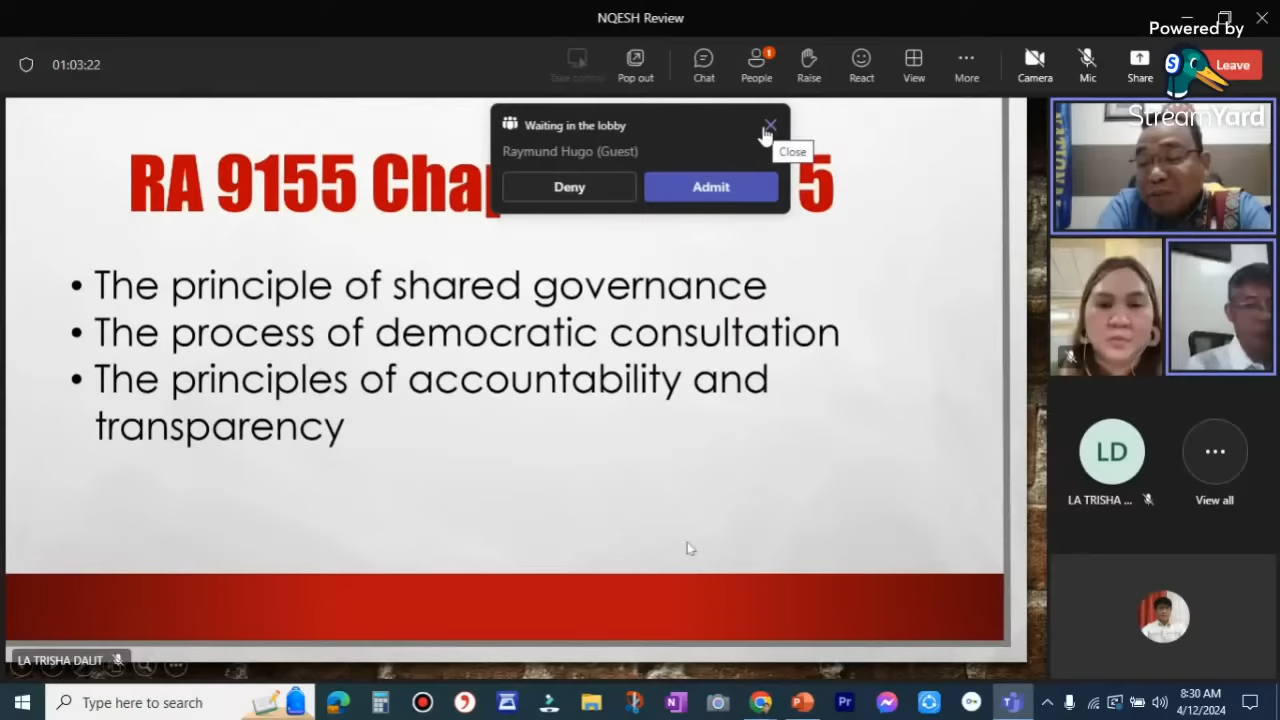 NQESH Review
Powered by
StreamYard
01:03:22
Take control
Pop out
Chat
People
1
Raise
React
View
More
Camera
Mic
Share
Leave
Waiting in the lobby
Raymund Hugo (Guest)
Close
Deny
Admit
RA 9155 Chap 5
• The principle of shared governance
• The process of democratic consultation
• The principles of accountability and
transparency
LD
LA TRISHA ...
View all
LA TRISHA DALIT
Type here to search
8:30 AM
4/12/2024